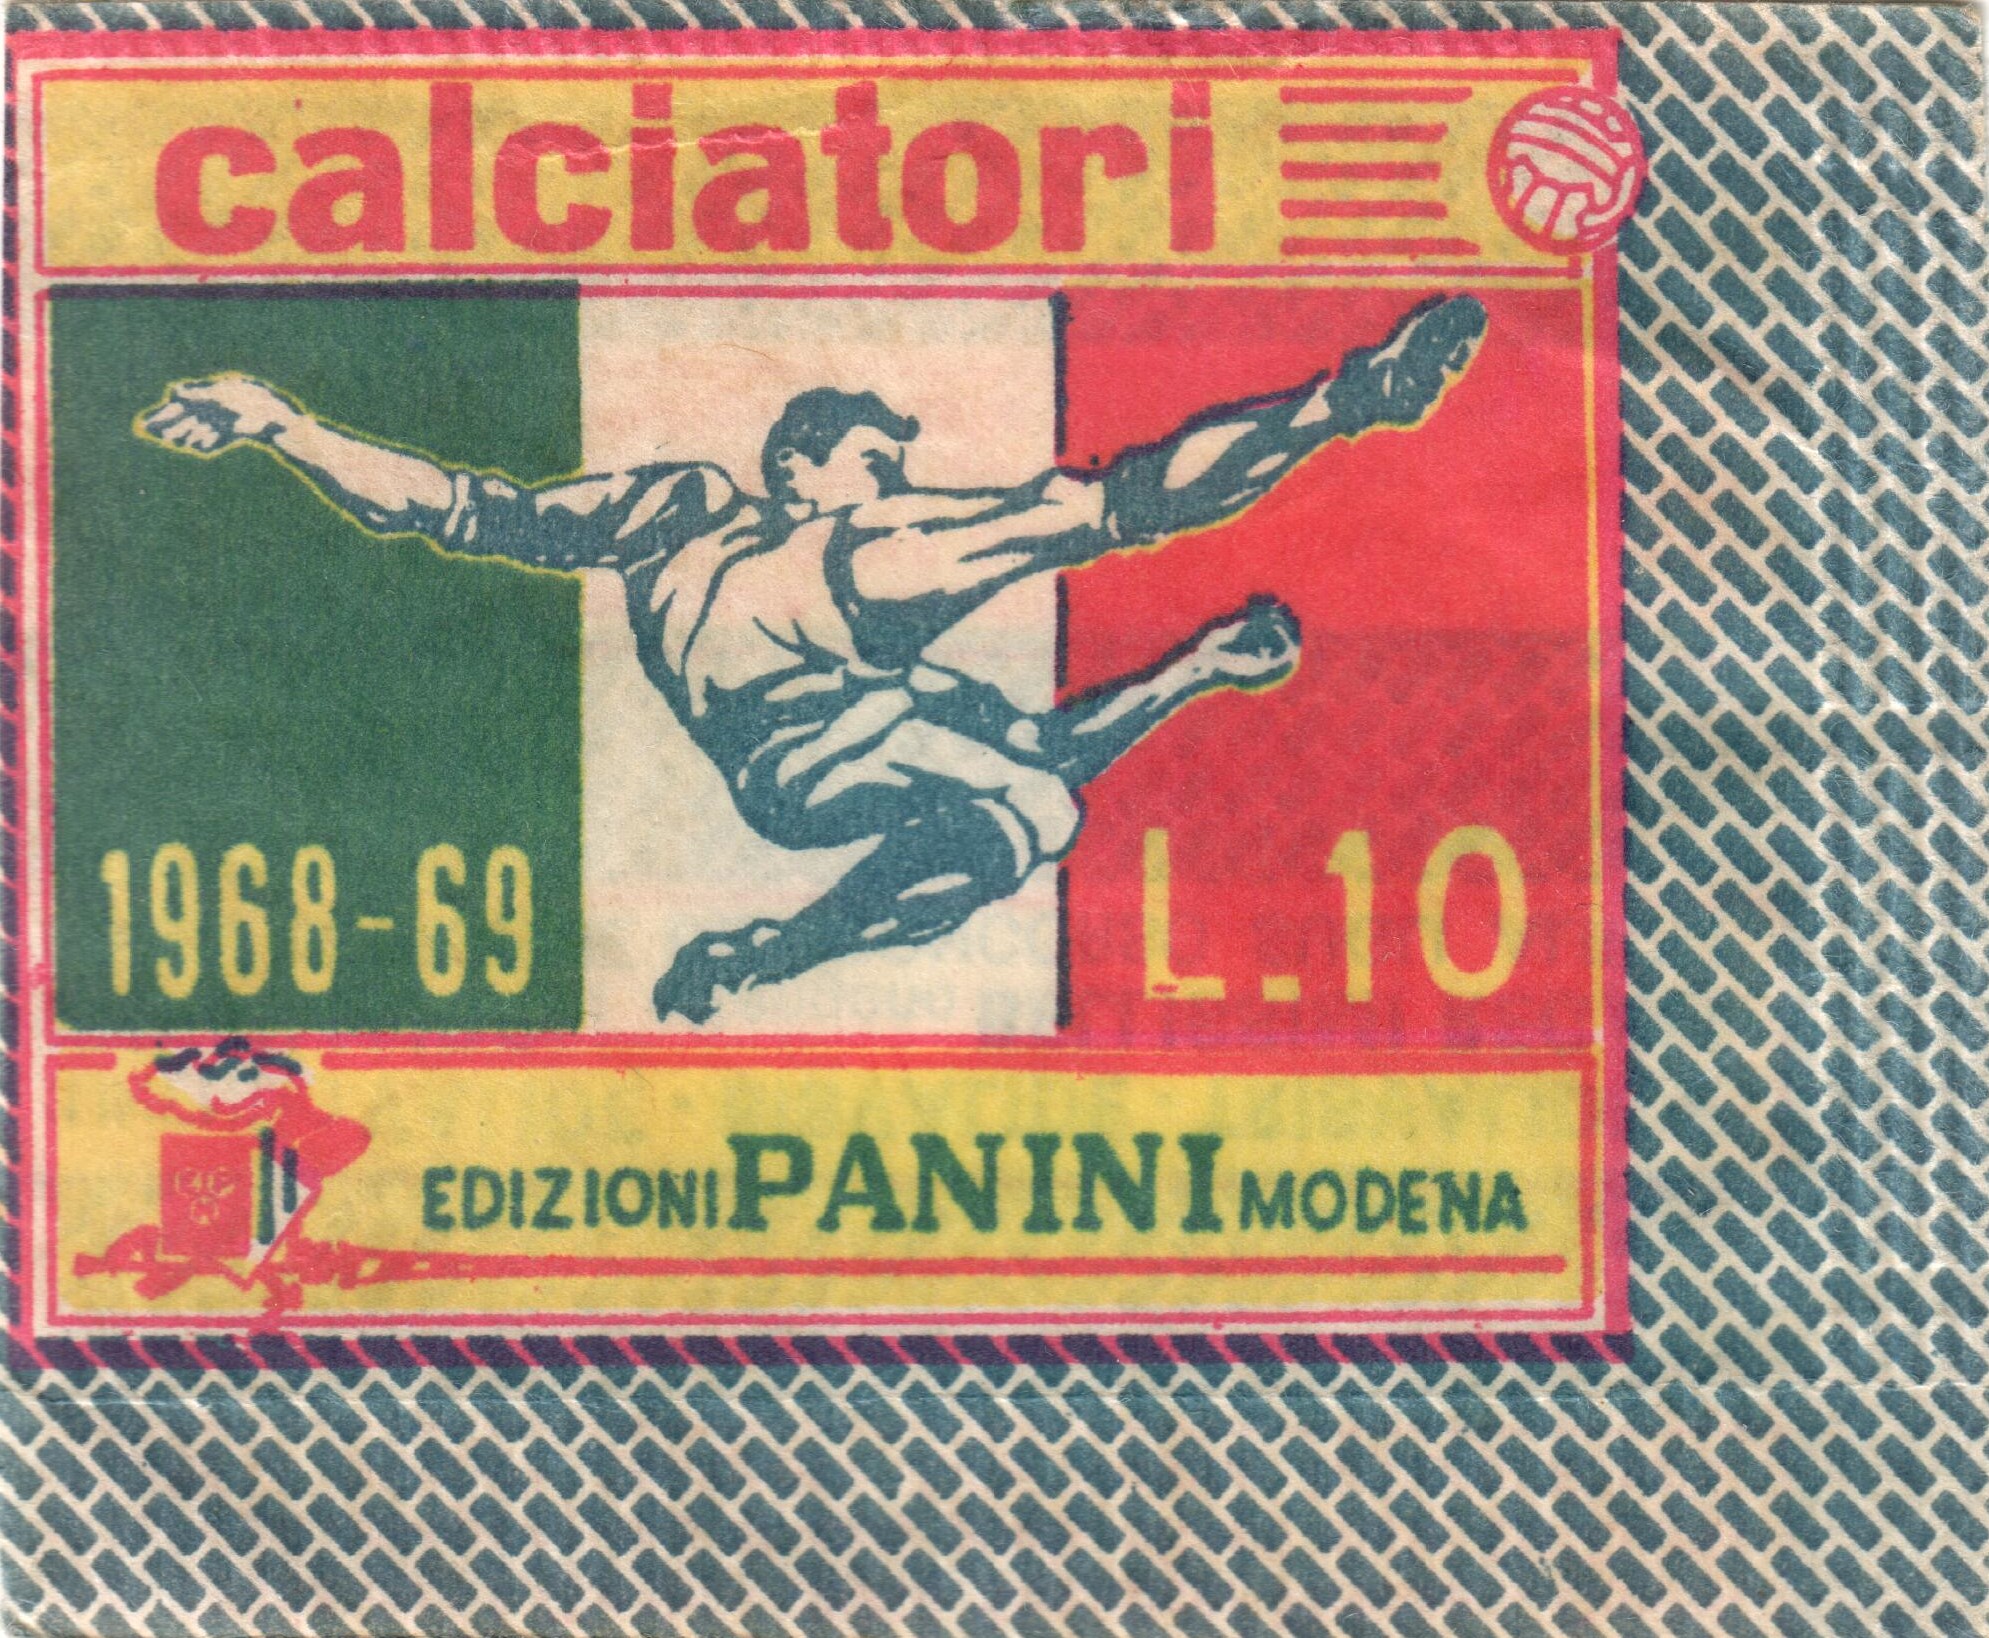 calciatori
1968-69
L.10
EDIZIONI PANINI MODENA